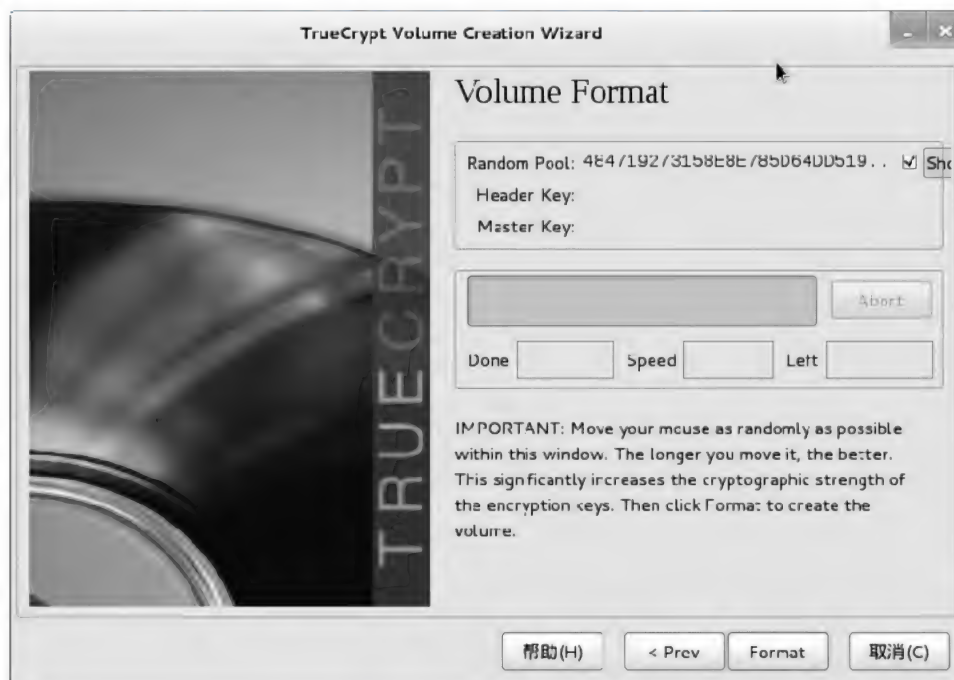 TrueCrypt Volume Creation Wizard
TRUECRYPT
Volume Format
Random Pool: 484719273158E8E785D64DD519.. Sho
Header Key:
Master Key:
Abort
Done Speed Left
IMPORTANT: Move your mouse as randomly as possible
within this window. The longer you move it, the better.
This significantly increases the cryptographic strength of
the encryption keys. Then click Format to create the
volume.
帮助(H) < Prev Format 取消(C)